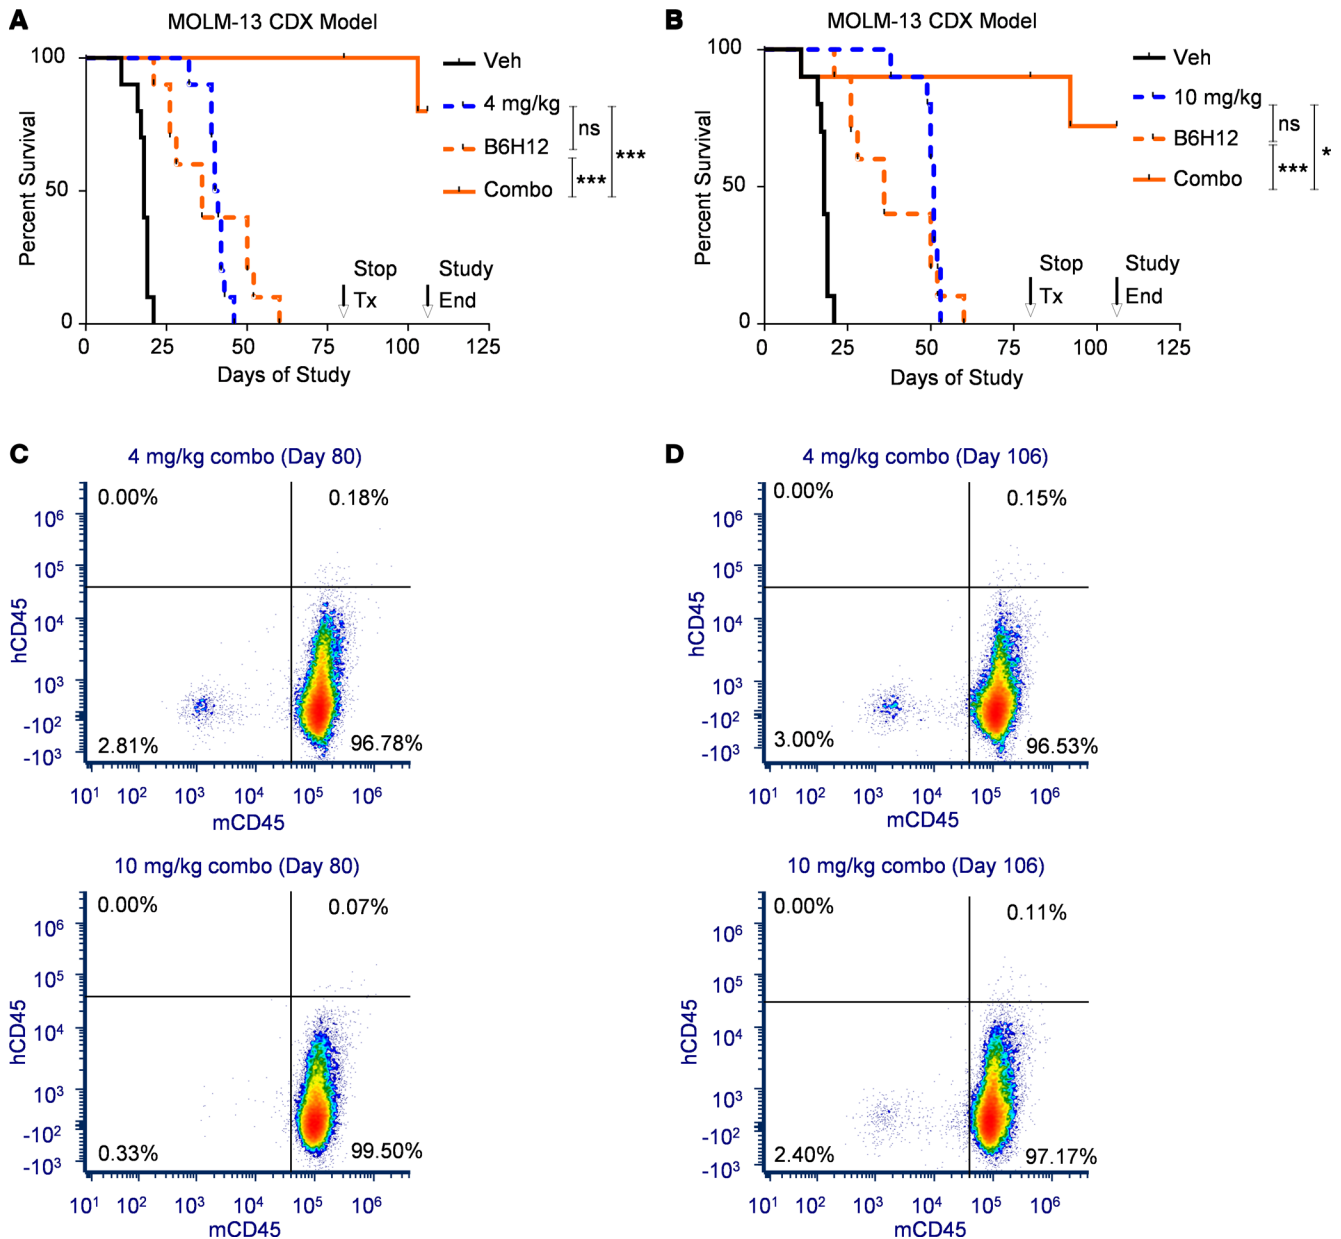 A
MOLM-13 CDX Model
100
50
0
Percent Survival
0 25 50 75 100 125
Days of Study
Veh
4 mg/kg
B6H12
Combo
ns
***
***
Stop
Tx
Study
End
B
MOLM-13 CDX Model
100
50
0
Percent Survival
0 25 50 75 100 125
Days of Study
Veh
10 mg/kg
B6H12
Combo
ns
***
*
Stop
Tx
Study
End
C
4 mg/kg combo (Day 80)
0.00% 0.18%
2.81% 96.78%
hCD45
10⁶
10⁵
10⁴
10³
-10²
-10³
10¹ 10² 10³ 10⁴ 10⁵ 10⁶
mCD45
10 mg/kg combo (Day 80)
0.00% 0.07%
0.33% 99.50%
hCD45
10⁶
10⁵
10⁴
10³
-10²
-10³
10¹ 10² 10³ 10⁴ 10⁵ 10⁶
mCD45
D
4 mg/kg combo (Day 106)
0.00% 0.15%
3.00% 96.53%
hCD45
10⁶
10⁵
10⁴
10³
-10²
-10³
10¹ 10² 10³ 10⁴ 10⁵ 10⁶
mCD45
10 mg/kg combo (Day 106)
0.00% 0.11%
2.40% 97.17%
hCD45
10⁶
10⁵
10⁴
10³
-10²
-10³
10¹ 10² 10³ 10⁴ 10⁵ 10⁶
mCD45